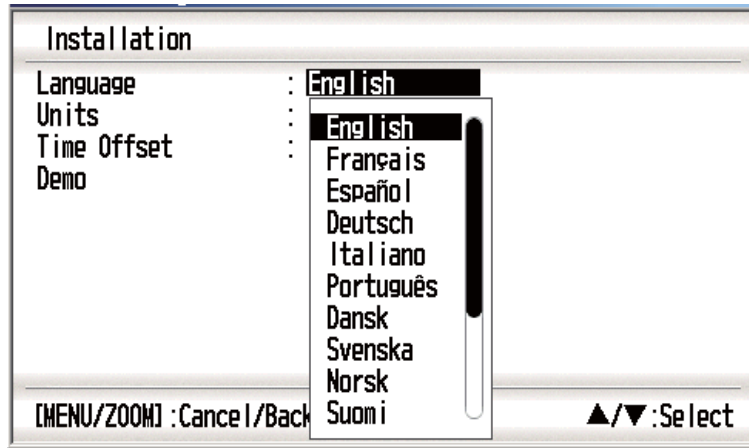 Installation
Language : English
Units :
Time Offset :
Demo
English
Français
Español
Deutsch
Italiano
Português
Dansk
Svenska
Norsk
Suomi
[MENU/ZOOM]:Cancel/Back
▲/▼:Select